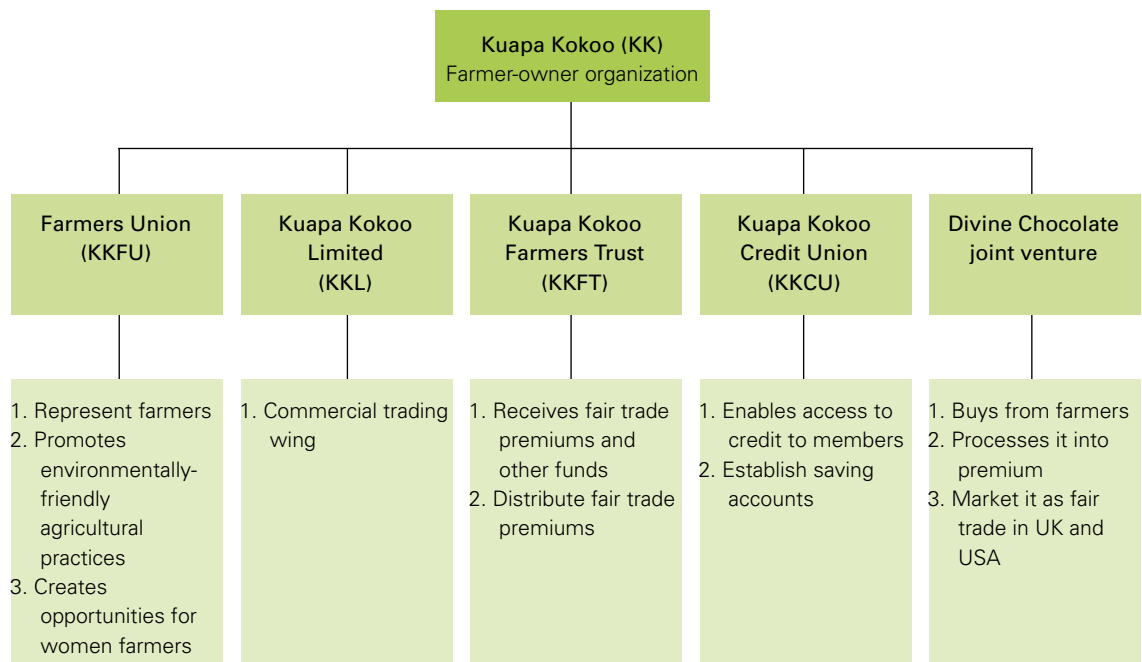 Kuapa Kokoo (KK)
Farmer-owner organization
Farmers Union
(KKFU)
Kuapa Kokoo
Limited
(KKL)
Kuapa Kokoo
Farmers Trust
(KKFT)
Kuapa Kokoo
Credit Union
(KKCU)
Divine Chocolate
joint venture
1. Represent farmers
2. Promotes
environmentally-
friendly
agricultural
practices
3. Creates
opportunities for
women farmers
1. Commercial trading
wing
1. Receives fair trade
premiums and
other funds
2. Distribute fair trade
premiums
1. Enables access to
credit to members
2. Establish saving
accounts
1. Buys from farmers
2. Processes it into
premium
3. Market it as fair
trade in UK and
USA